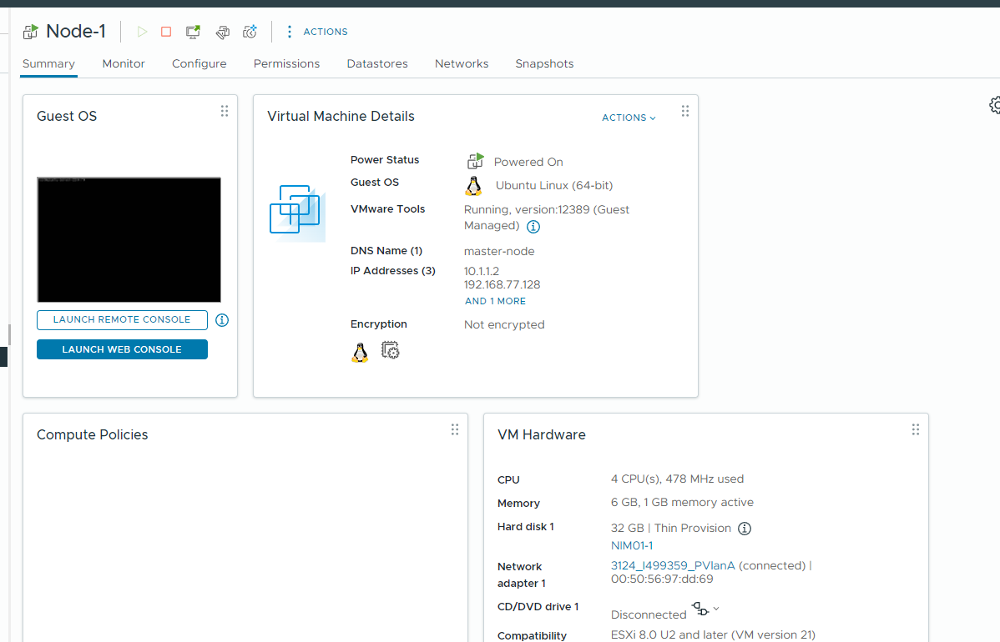 Node-1
ACTIONS
Summary
Monitor
Configure
Permissions
Datastores
Networks
Snapshots
Guest OS
LAUNCH REMOTE CONSOLE
LAUNCH WEB CONSOLE
Virtual Machine Details
ACTIONS
Power Status
Powered On
Guest OS
Ubuntu Linux (64-bit)
VMware Tools
Running, version:12389 (Guest
Managed)
DNS Name (1)
master-node
IP Addresses (3)
10.1.1.2
192.168.77.128
AND 1 MORE
Encryption
Not encrypted
Compute Policies
VM Hardware
CPU
4 CPU(s), 478 MHz used
Memory
6 GB, 1 GB memory active
Hard disk 1
32 GB | Thin Provision
NIM01-1
Network
adapter 1
3124_I499359_PVlanA (connected) |
00:50:56:97:dd:69
CD/DVD drive 1
Disconnected
Compatibility
ESXi 8.0 U2 and later (VM version 21)